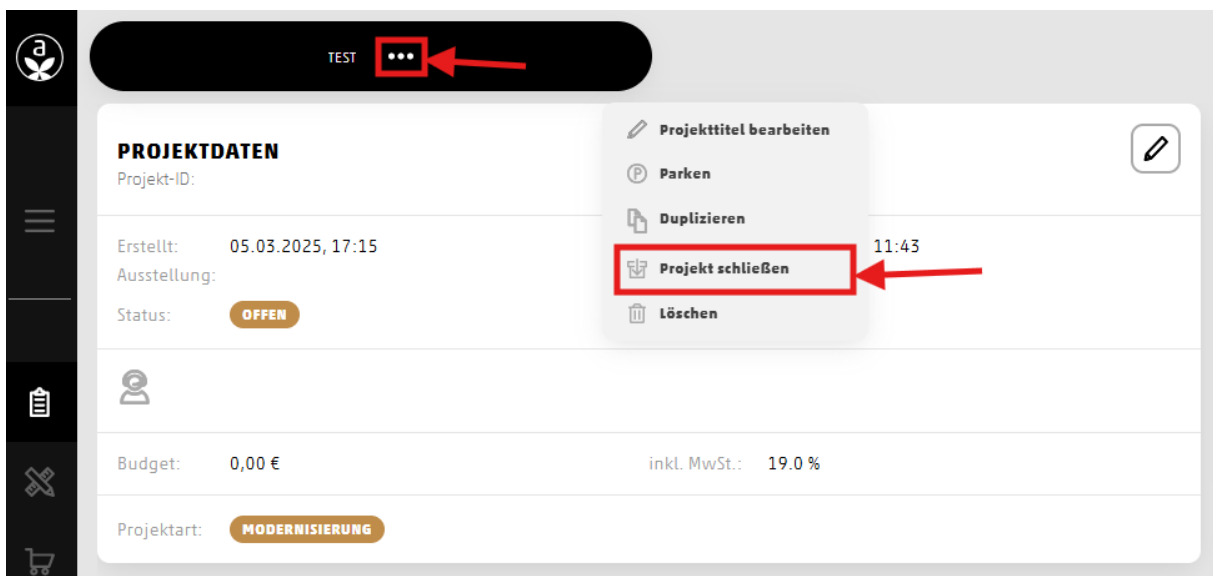 a
TEST •••
Projekttitel bearbeiten
Parken
Duplizieren
Projekt schließen
Löschen
PROJEKTDATEN
Projekt-ID:
Erstellt: 05.03.2025, 17:15
11:43
Ausstellung:
Status: OFFEN
Budget: 0,00 €
inkl. MwSt.: 19.0 %
Projektart: MODERNISIERUNG